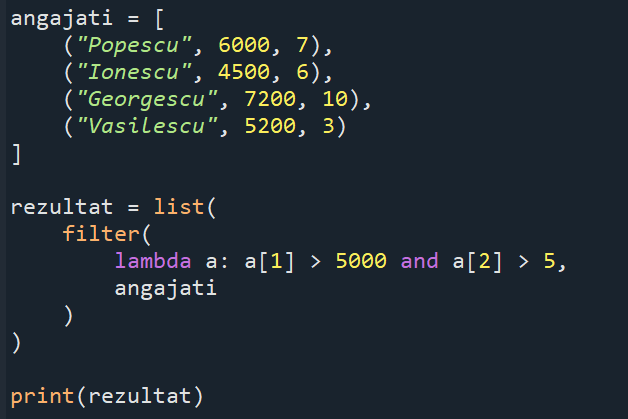 angajati = [
    ("Popescu", 6000, 7),
    ("Ionescu", 4500, 6),
    ("Georgescu", 7200, 10),
    ("Vasilescu", 5200, 3)
]
rezultat = list(
    filter(
        lambda a: a[1] > 5000 and a[2] > 5,
        angajati
    )
)
print(rezultat)